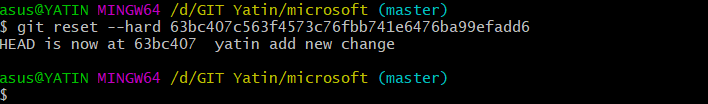 asus@YATIN MINGW64 /d/GIT Yatin/microsoft (master)
$ git reset --hard 63bc407c563f4573c76fbb741e6476ba99efadd6
HEAD is now at 63bc407  yatin add new change
asus@YATIN MINGW64 /d/GIT Yatin/microsoft (master)
$